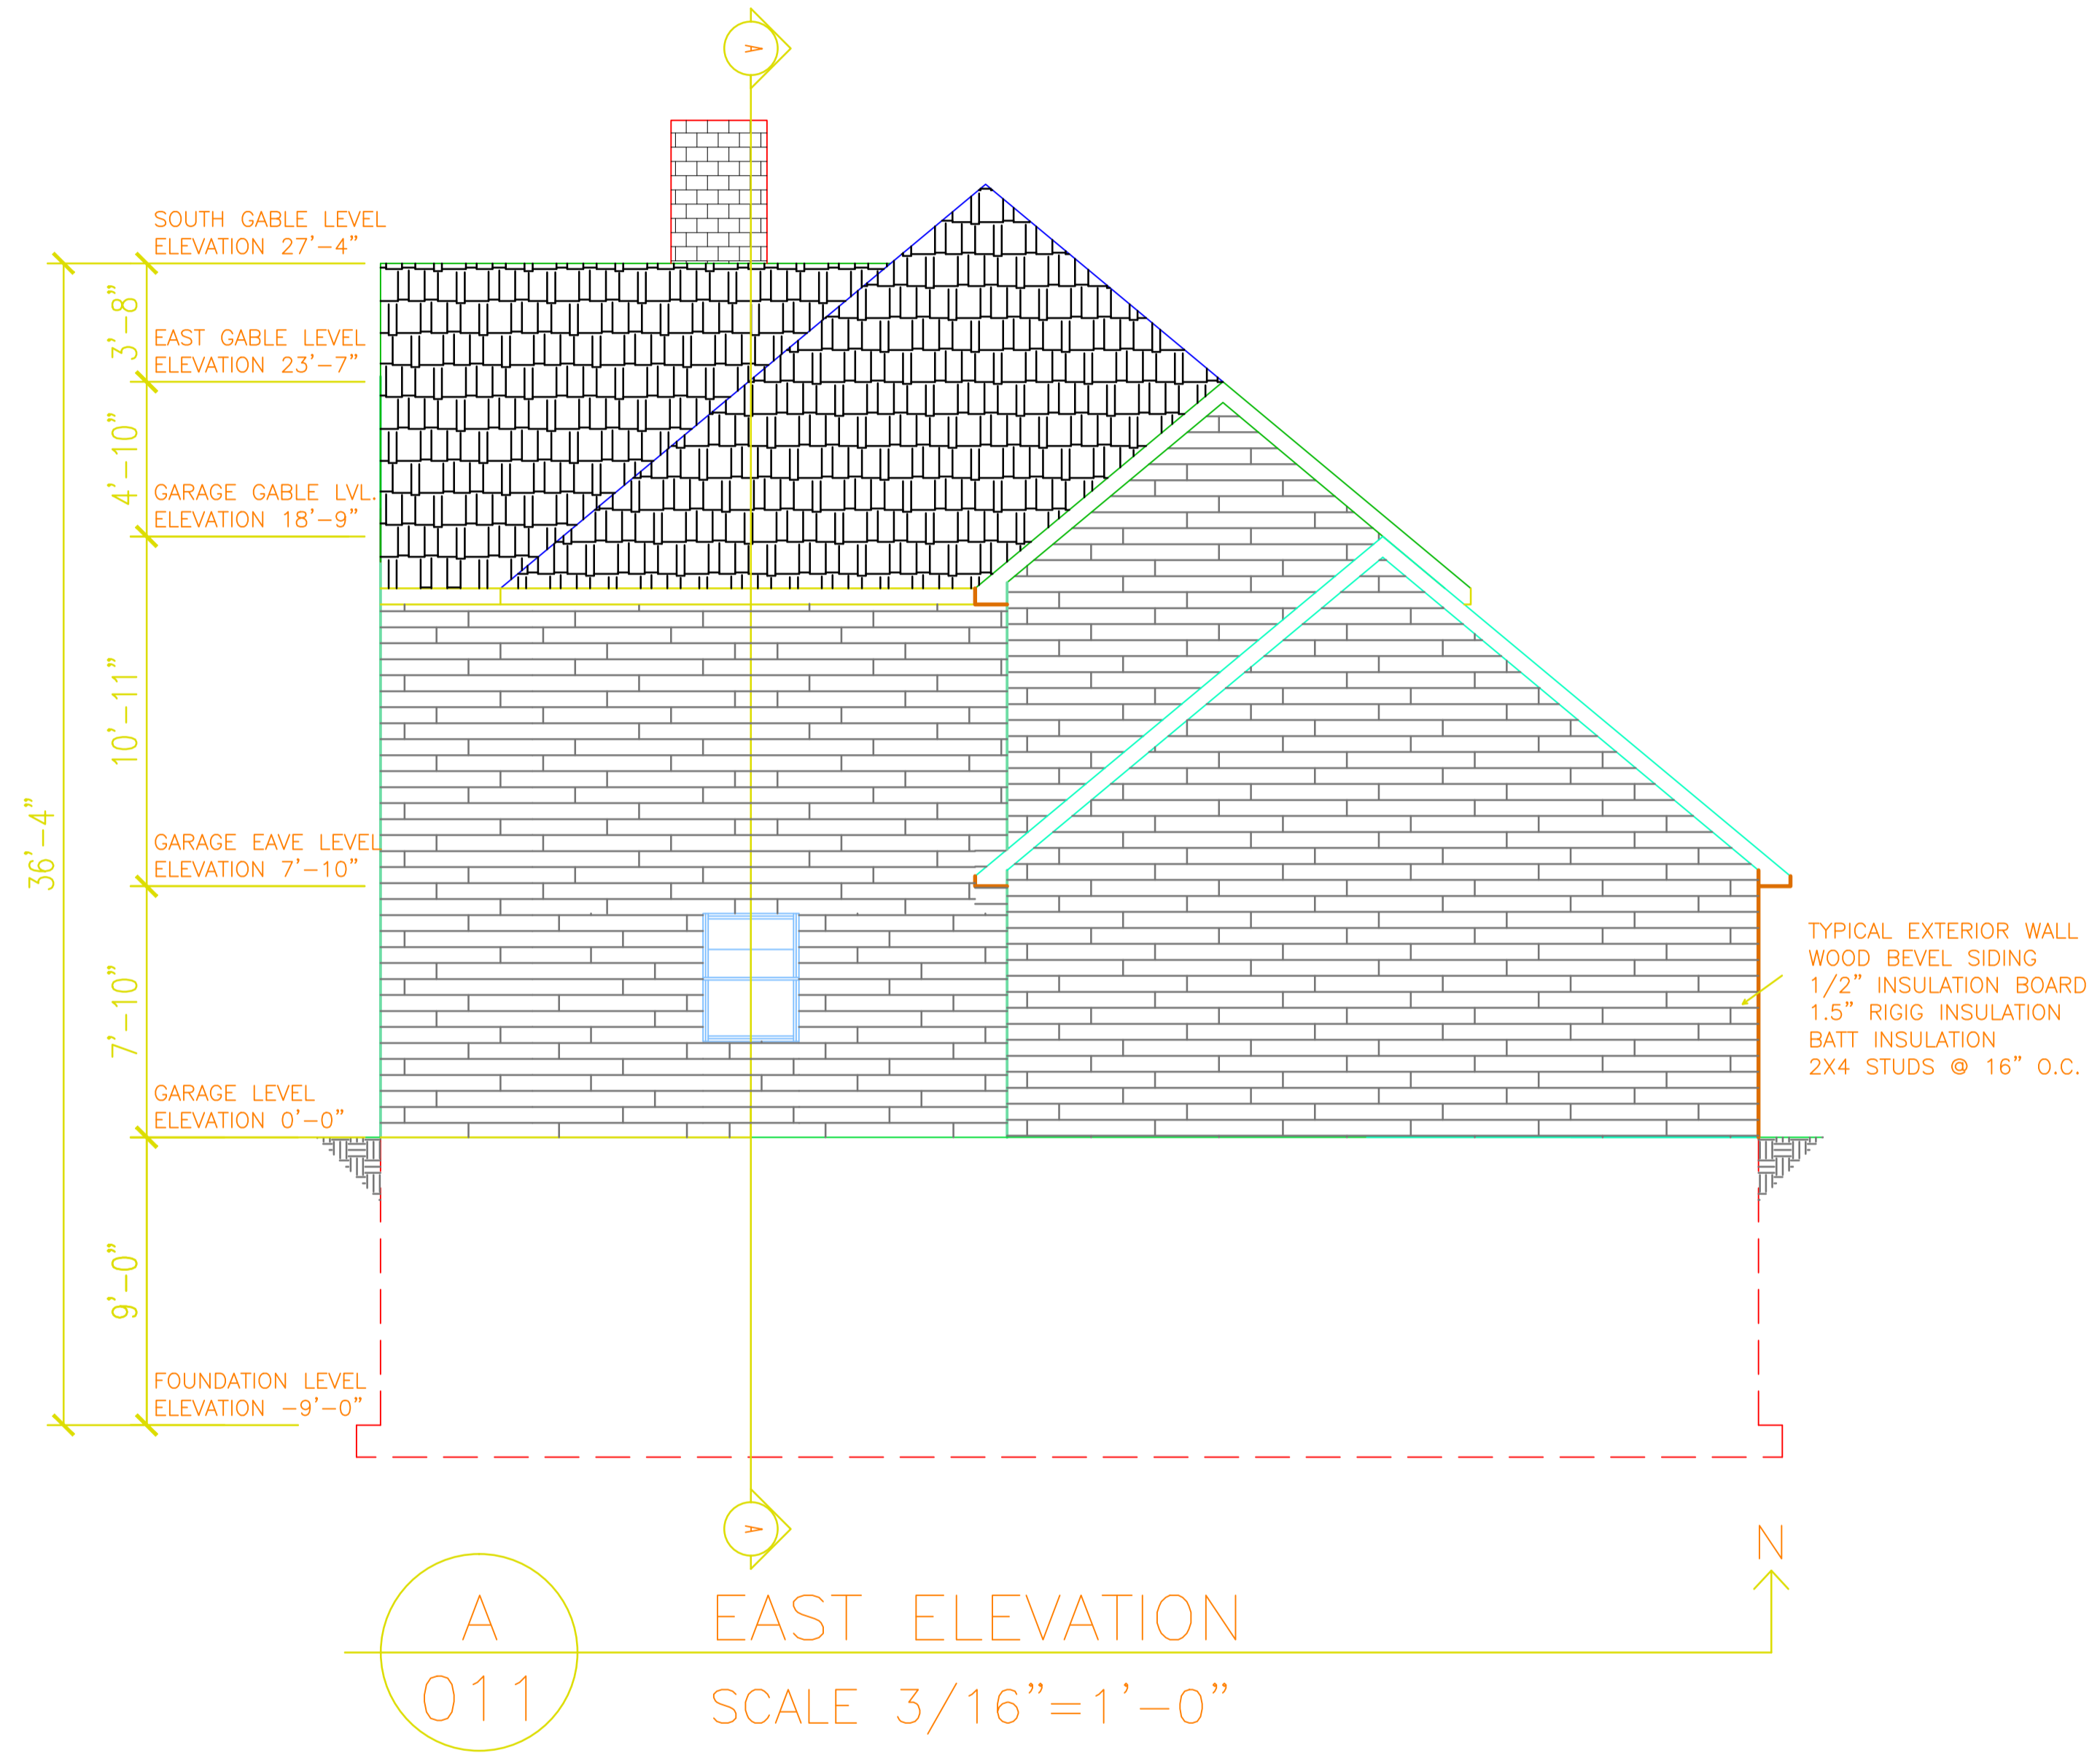 A
SOUTH GABLE LEVEL
ELEVATION 27'-4"
3'-8"
EAST GABLE LEVEL
ELEVATION 23'-7"
4'-10"
GARAGE GABLE LVL.
ELEVATION 18'-9"
10'-11"
36'-4"
GARAGE EAVE LEVEL
ELEVATION 7'-10"
7'-10"
GARAGE LEVEL
ELEVATION 0'-0"
9'-0"
FOUNDATION LEVEL
ELEVATION -9'-0"
TYPICAL EXTERIOR WALL
WOOD BEVEL SIDING
1/2" INSULATION BOARD
1.5" RIGIG INSULATION
BATT INSULATION
2X4 STUDS @ 16" O.C.
A
N
A
011
EAST ELEVATION
SCALE 3/16"=1'-0"